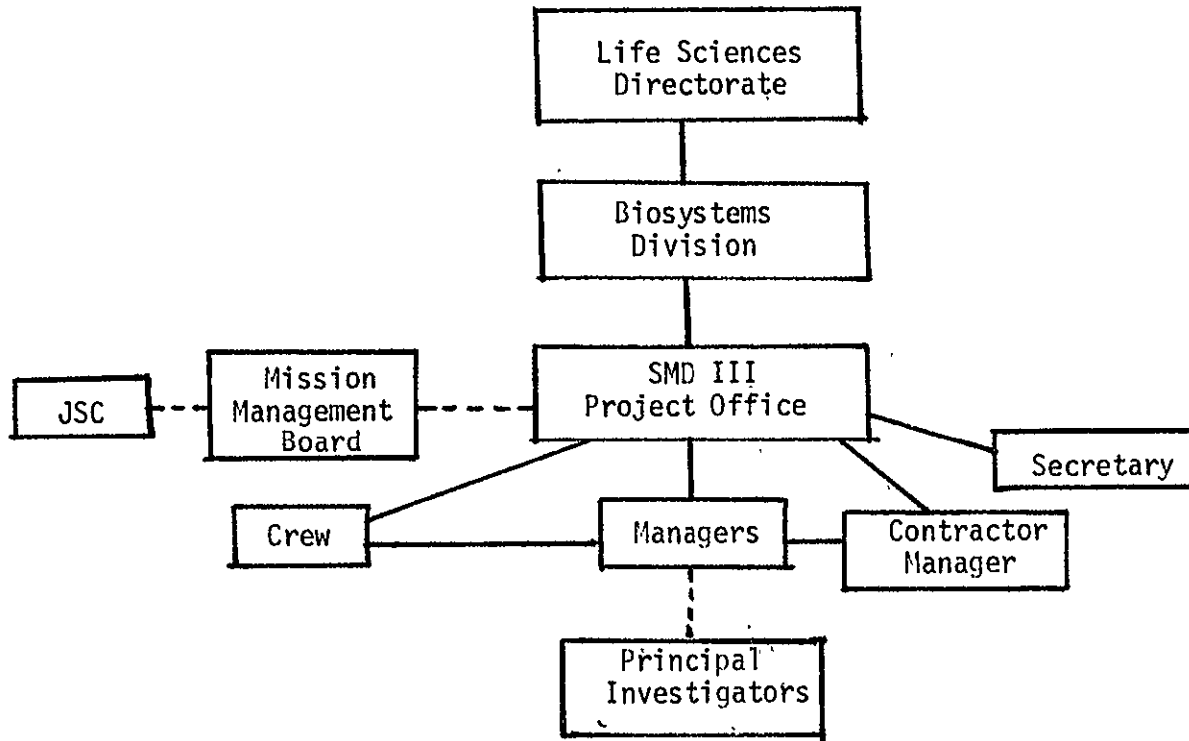 Life Sciences
Directorate
Biosystems
Division
SMD III
Project Office
Mission
Management
Board
JSC
Secretary
Crew
Managers
Contractor
Manager
Principal
Investigators